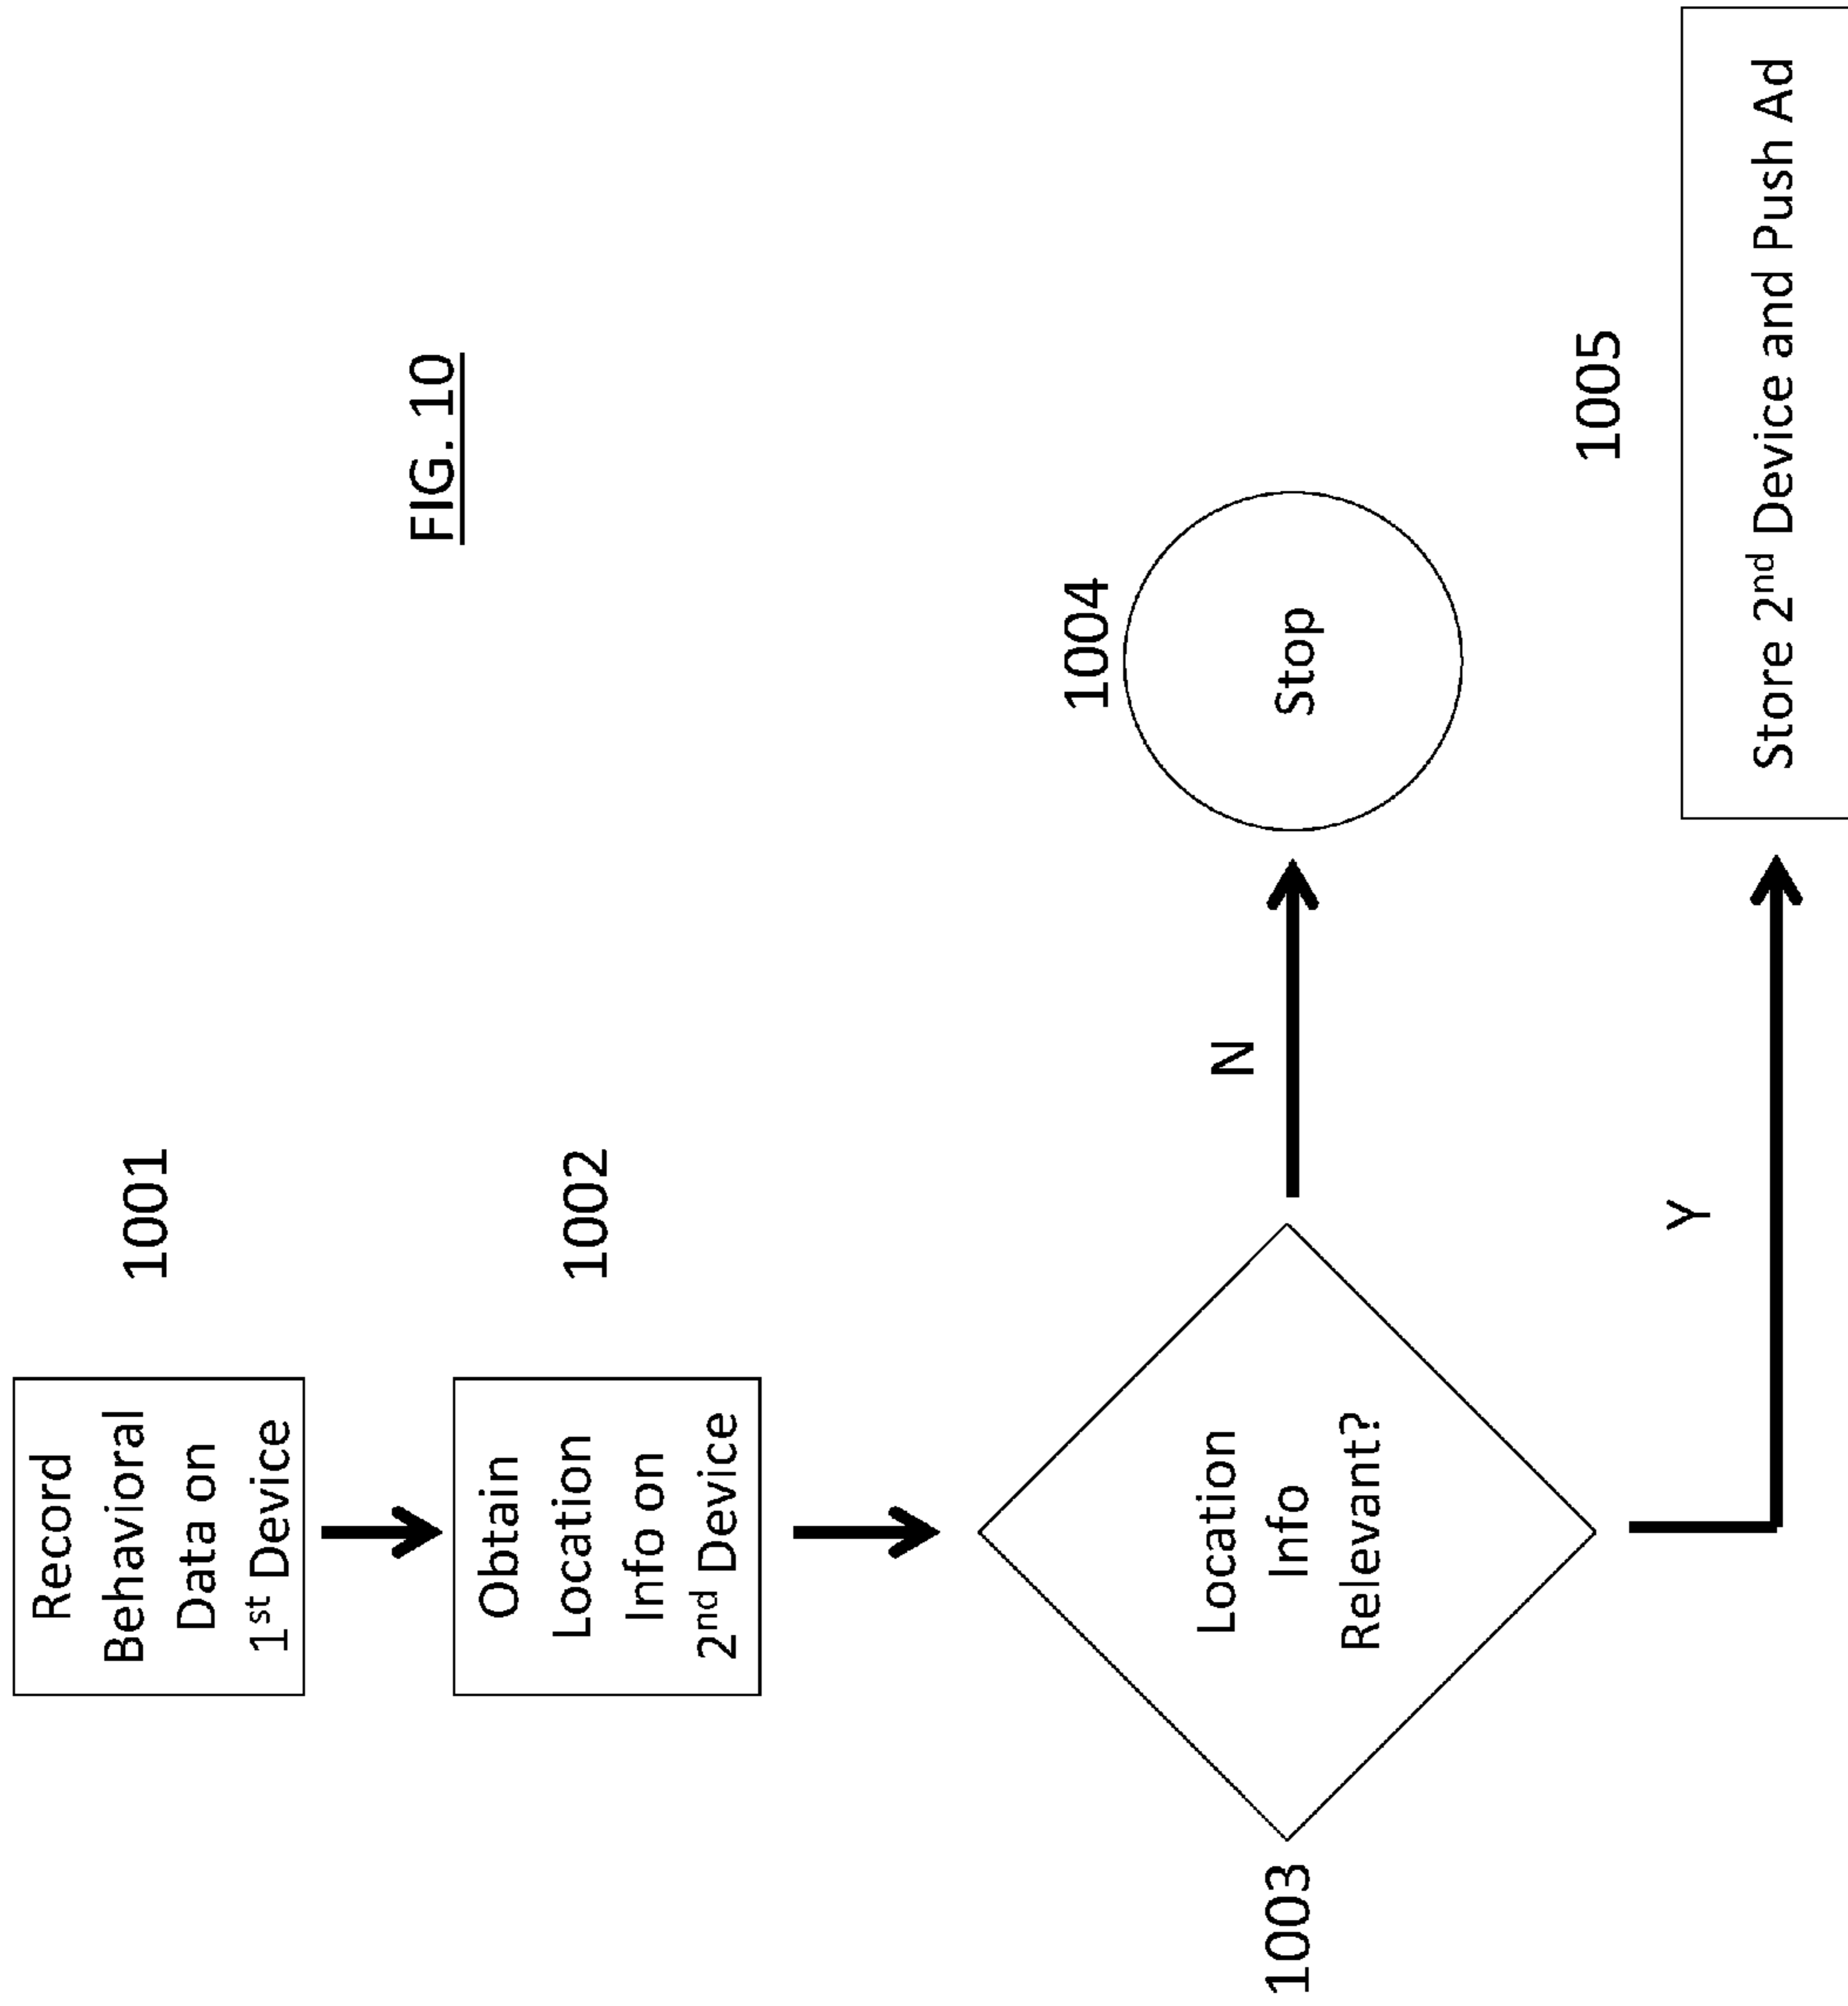 FIG. 10
Record
Behavioral
Data on
1st Device
1001
Obtain
Location
Info on
2nd Device
1002
1003
Location
Info
Relevant?
N
1004
Stop
Y
1005
Store 2nd Device and Push Ad